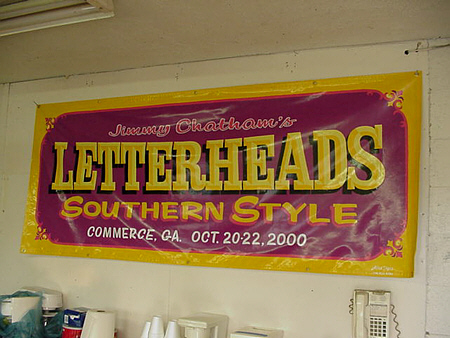 Jimmy Chatham's
LETTERHEADS
SOUTHERN STYLE
COMMERCE, GA. OCT. 20-22, 2000